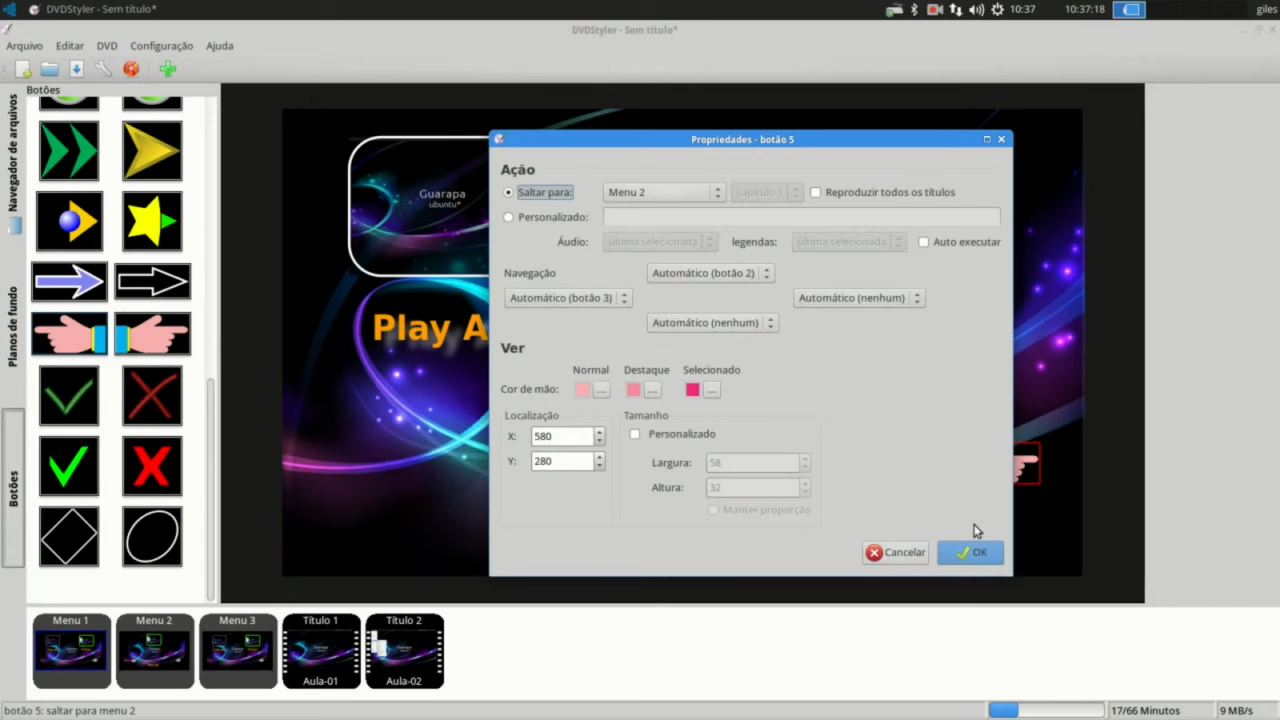 DVDStyler - Sem título*
10:37
10:37:18
giles
DVDStyler - Sem título*
Arquivo Editar DVD Configuração Ajuda
Botões
Navegador de arquivos
Planos de fundo
Botões
Guarapa
ubuntu*
Play A
Propriedades - botão 5
Ação
Saltar para: Menu 2 capítulo 1 Reproduzir todos os títulos
Personalizado:
Áudio: última selecionada legendas: última selecionada Auto executar
Navegação Automático (botão 2)
Automático (botão 3) Automático (nenhum)
Automático (nenhum)
Ver
Normal Destaque Selecionado
Cor de mão: ... ... ...
Localização Tamanho
X: 580 Personalizado
Y: 280 Largura: 58
Altura: 32
Manter proporção
Cancelar OK
Menu 1 Menu 2 Menu 3 Título 1 Título 2
Aula-01 Aula-02
botão 5: saltar para menu 2
17/66 Minutos
9 MB/s